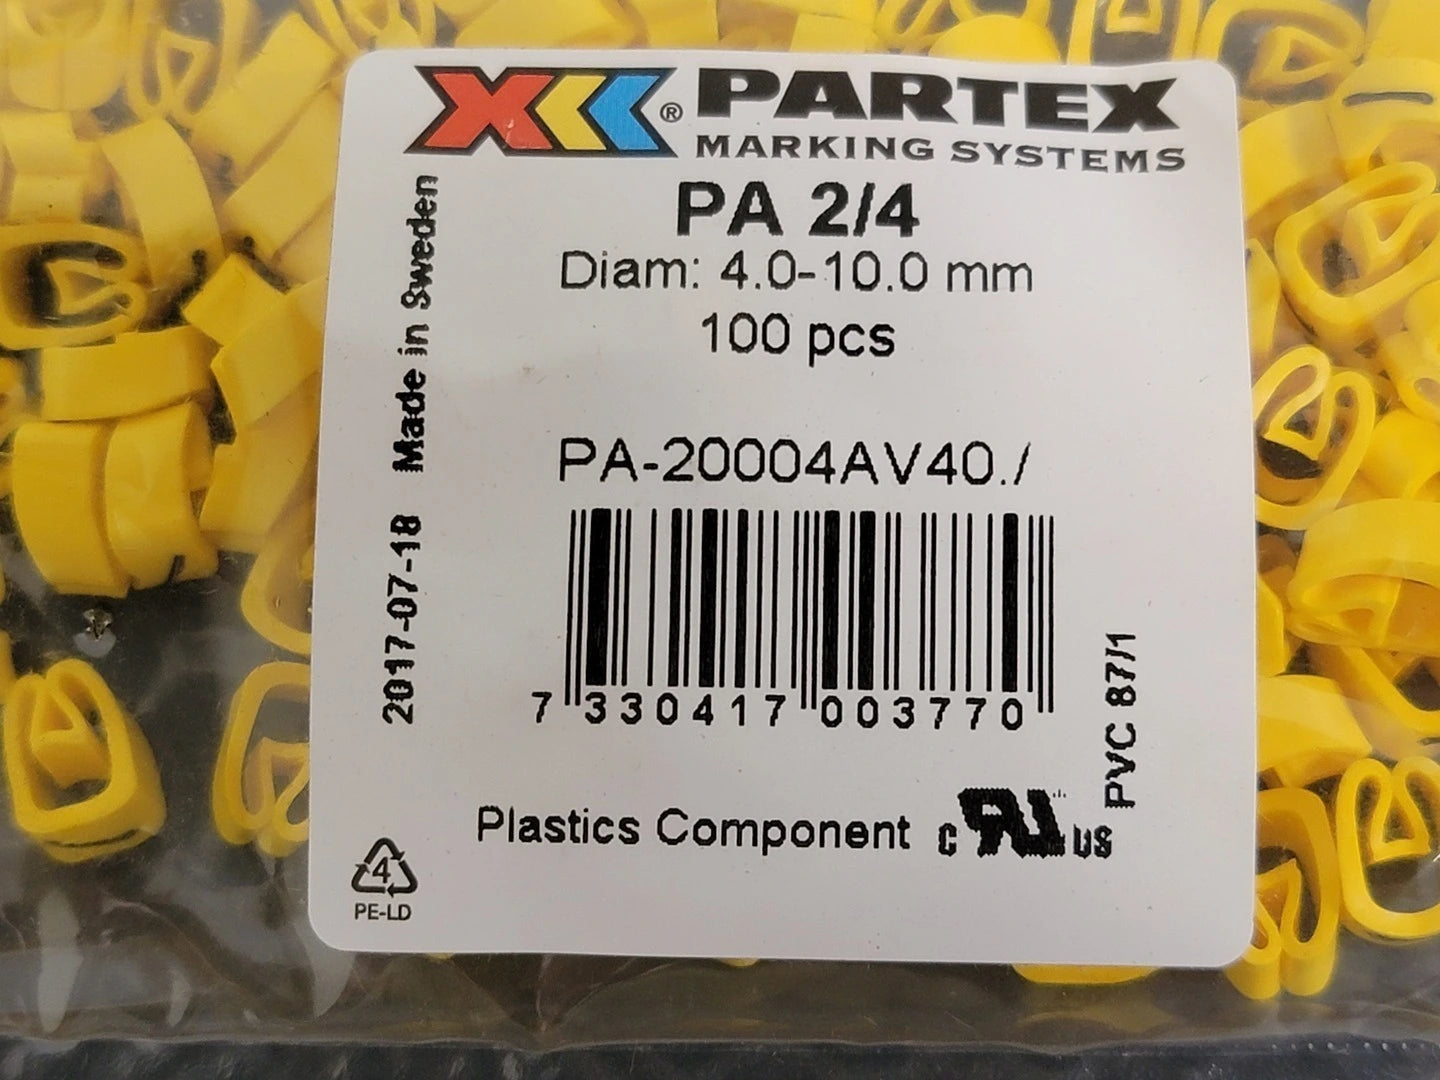 ® PARTEX
MARKING SYSTEMS
PA 2/4
Diam: 4.0-10.0 mm
100 pcs
2017-07-18 Made in Sweden
PA-20004AV40./
7 330417 003770
PVC 87/1
Plastics Component c RU US
4
PE-LD